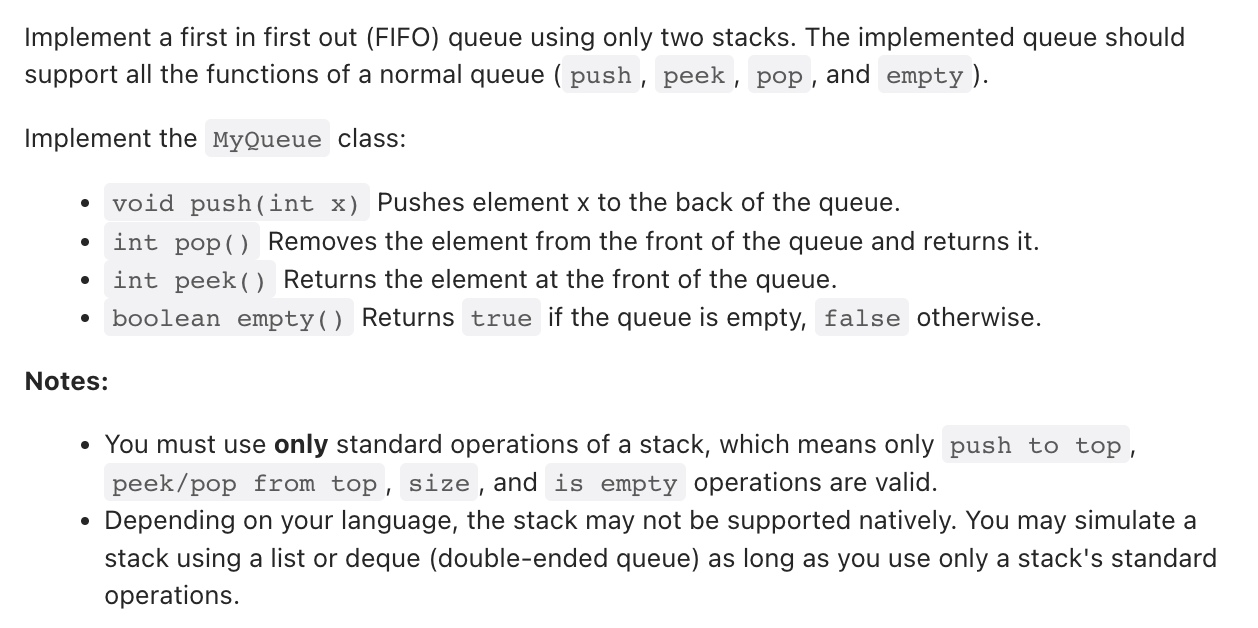 Implement a first in first out (FIFO) queue using only two stacks. The implemented queue should
support all the functions of a normal queue (push, peek, pop, and empty).
Implement the MyQueue class:
• void push(int x) Pushes element x to the back of the queue.
• int pop() Removes the element from the front of the queue and returns it.
• int peek() Returns the element at the front of the queue.
• boolean empty() Returns true if the queue is empty, false otherwise.
Notes:
• You must use only standard operations of a stack, which means only push to top,
peek/pop from top, size, and is empty operations are valid.
• Depending on your language, the stack may not be supported natively. You may simulate a
stack using a list or deque (double-ended queue) as long as you use only a stack's standard
operations.